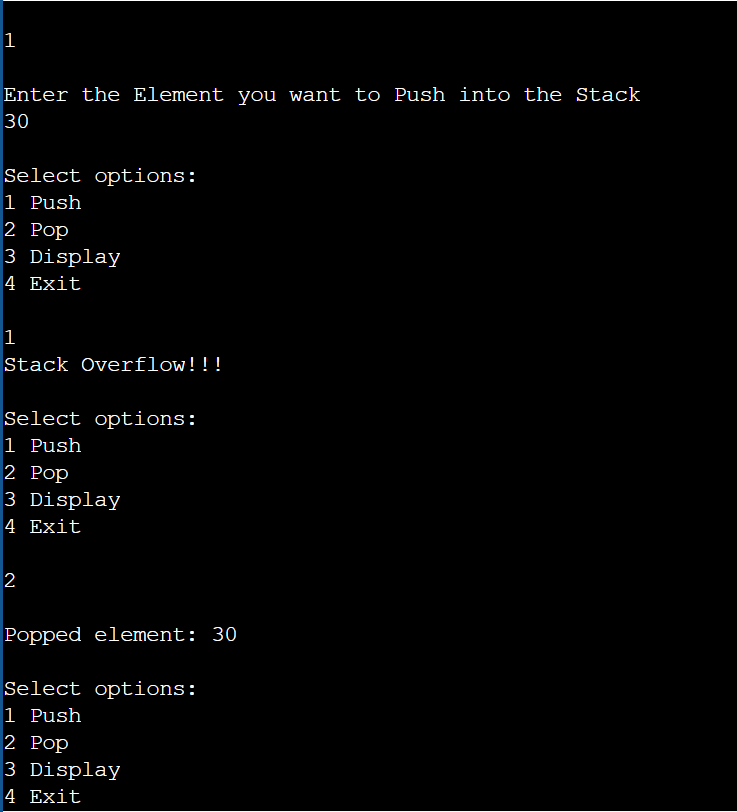 1
Enter the Element you want to Push into the Stack
30
Select options:
1 Push
2 Pop
3 Display
4 Exit
1
Stack Overflow!!!
Select options:
1 Push
2 Pop
3 Display
4 Exit
2
Popped element: 30
Select options:
1 Push
2 Pop
3 Display
4 Exit